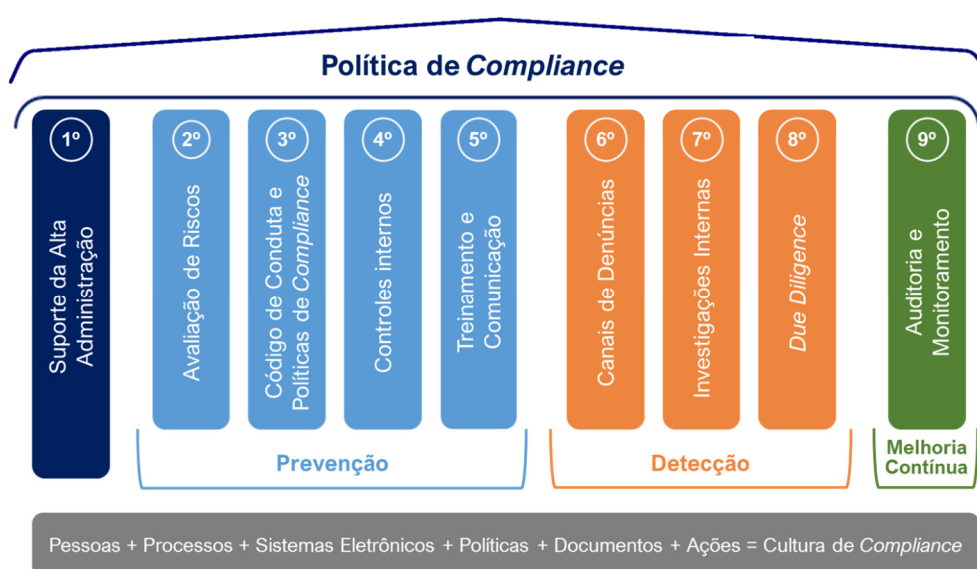 Política de Compliance
1º
Suporte da Alta
Administração
2º
Avaliação de Riscos
3º
Código de Conduta e
Políticas de Compliance
4º
Controles internos
5º
Treinamento e
Comunicação
6º
Canais de Denúncias
7º
Investigações Internas
8º
Due Diligence
9º
Auditoria e
Monitoramento
Prevenção
Detecção
Melhoria
Contínua
Pessoas + Processos + Sistemas Eletrônicos + Políticas + Documentos + Ações = Cultura de Compliance